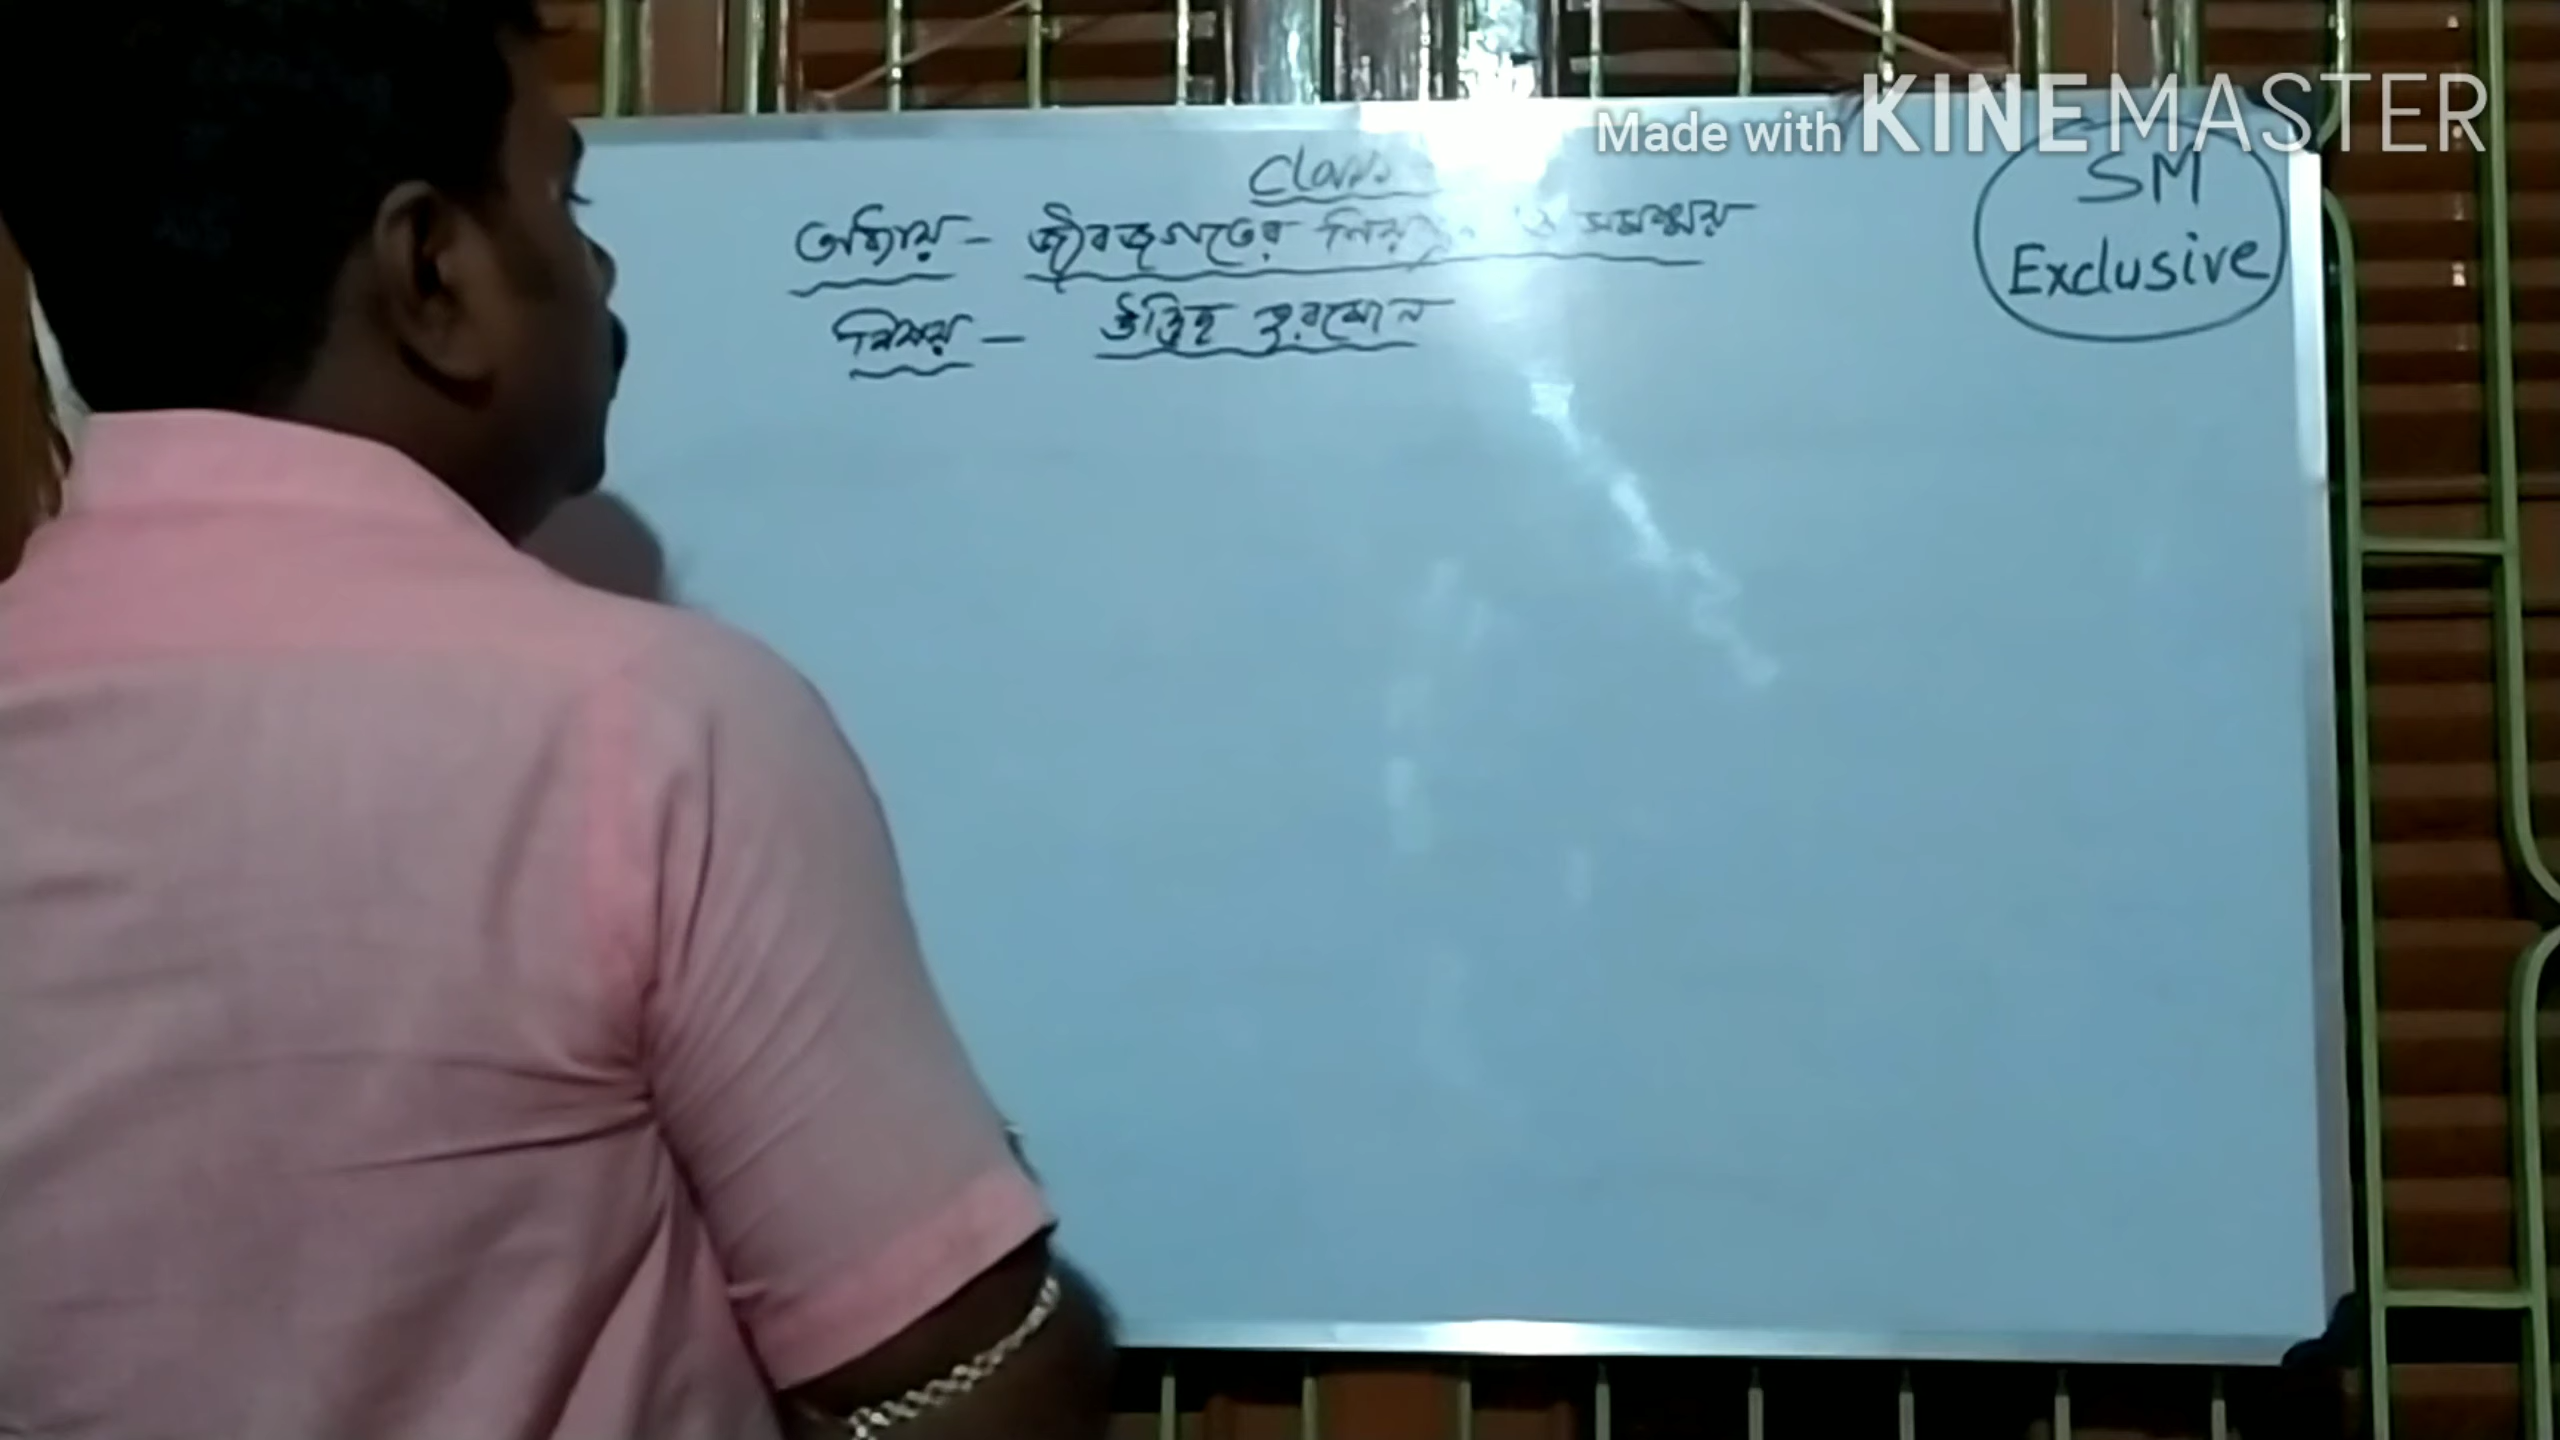 Made with KINEMASTER
Class
SM
Exclusive
অধ্যায় - জীবজগতের নিয়ন্ত্রণ ও সমন্বয়
বিষয় - উদ্ভিদ হরমোন